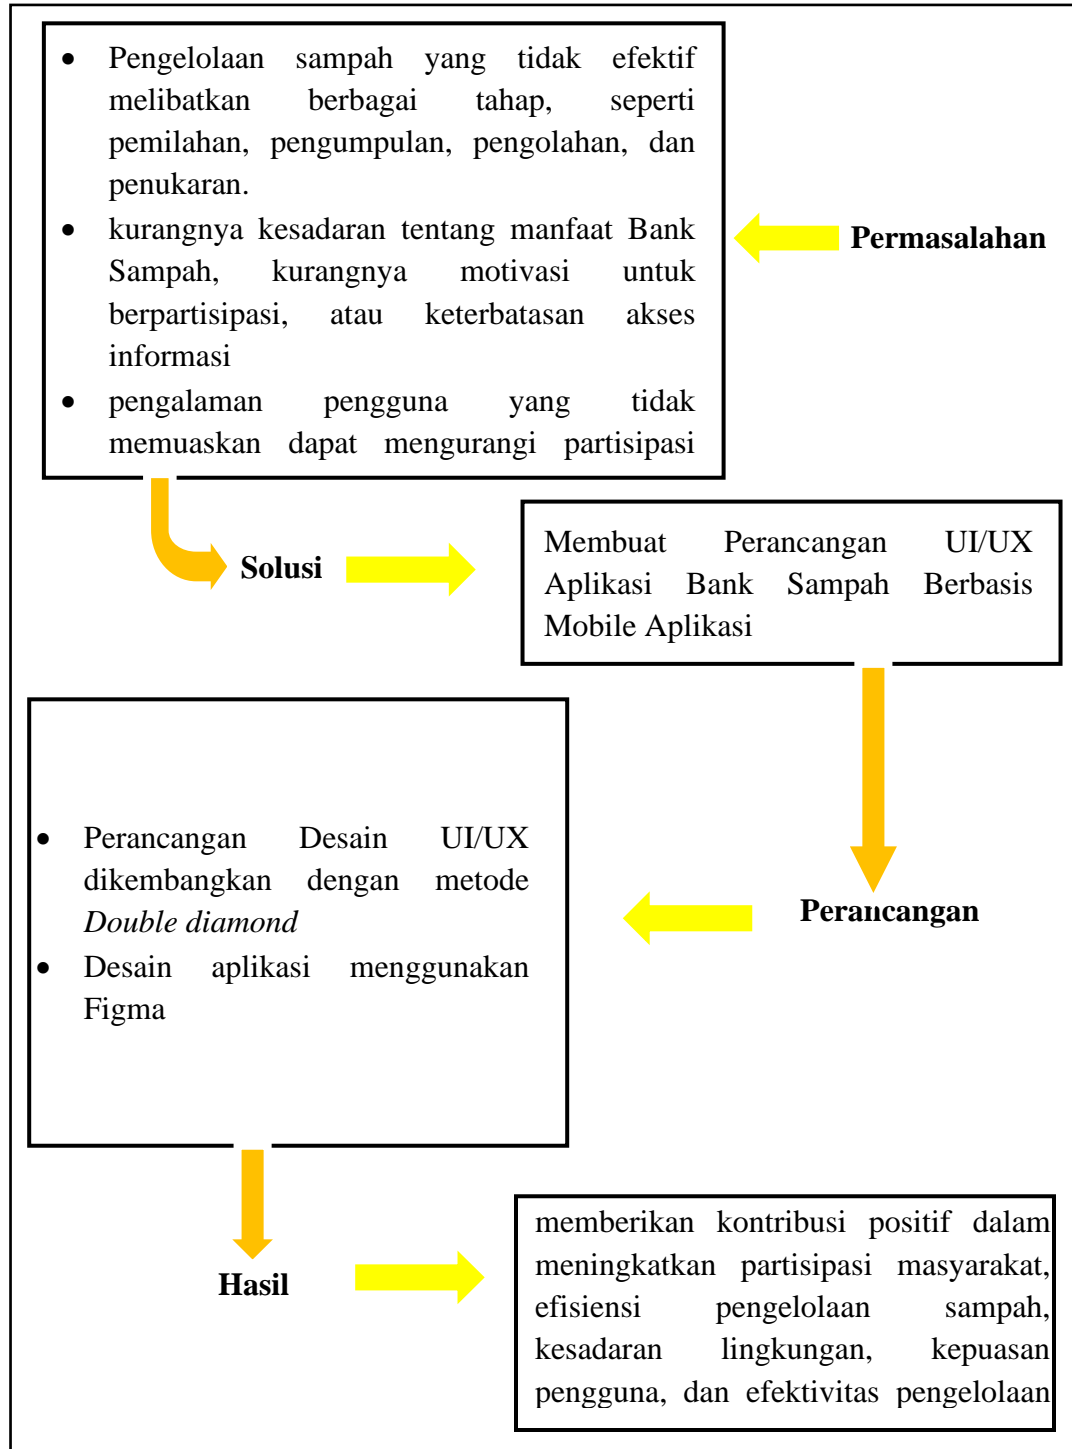 • Pengelolaan sampah yang tidak efektif
melibatkan berbagai tahap, seperti
pemilahan, pengumpulan, pengolahan, dan
penukaran.
• kurangnya kesadaran tentang manfaat Bank
Sampah, kurangnya motivasi untuk
berpartisipasi, atau keterbatasan akses
informasi
• pengalaman pengguna yang tidak
memuaskan dapat mengurangi partisipasi
Permasalahan
Solusi
Membuat Perancangan UI/UX
Aplikasi Bank Sampah Berbasis
Mobile Aplikasi
Perancangan
• Perancangan Desain UI/UX
dikembangkan dengan metode
Double diamond
• Desain aplikasi menggunakan
Figma
Hasil
memberikan kontribusi positif dalam
meningkatkan partisipasi masyarakat,
efisiensi pengelolaan sampah,
kesadaran lingkungan, kepuasan
pengguna, dan efektivitas pengelolaan